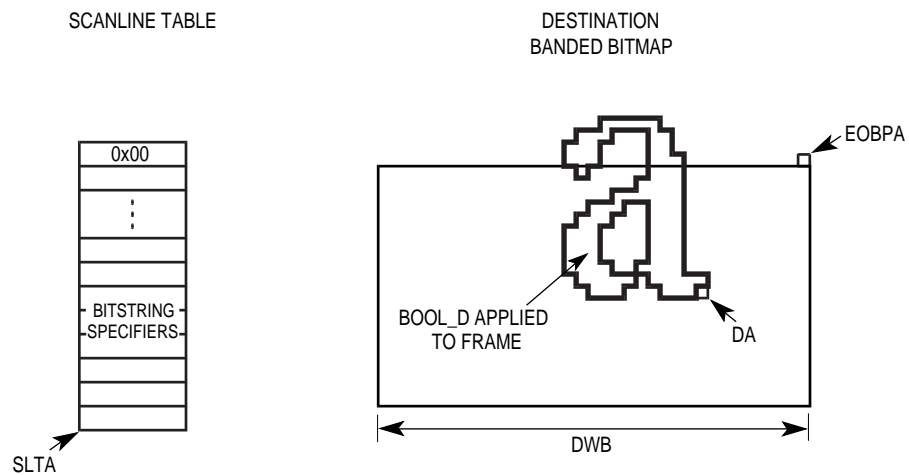 SCANLINE TABLE
DESTINATION
BANDED BITMAP
0x00
EOBPA
BITSTRING
SPECIFIERS
BOOL_D APPLIED
TO FRAME
DA
DWB
SLTA